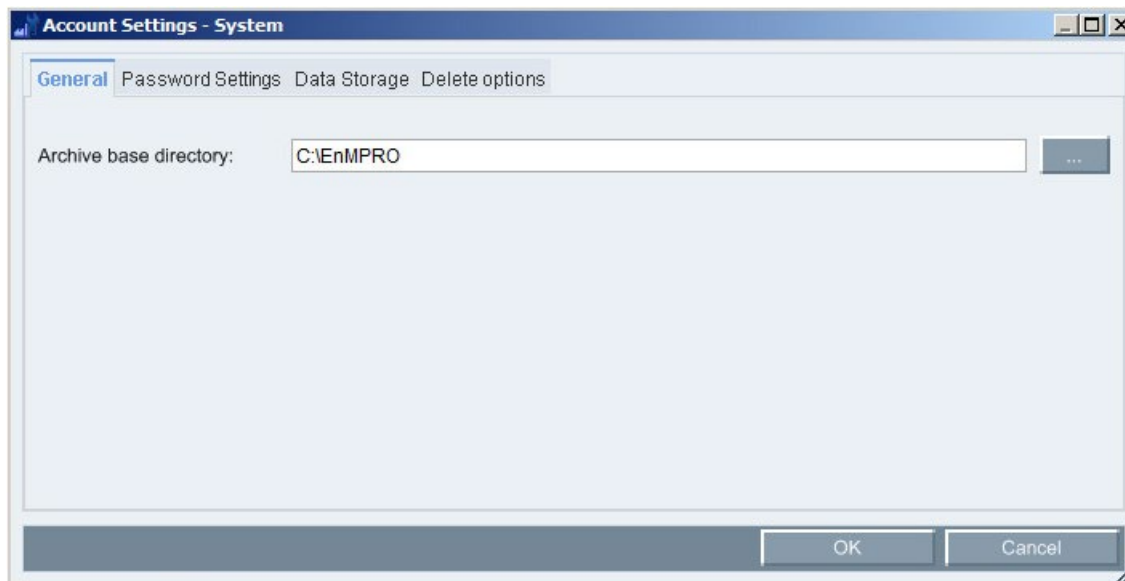 Account Settings - System
General Password Settings Data Storage Delete options
Archive base directory: C:\EnMPRO ...
OK Cancel